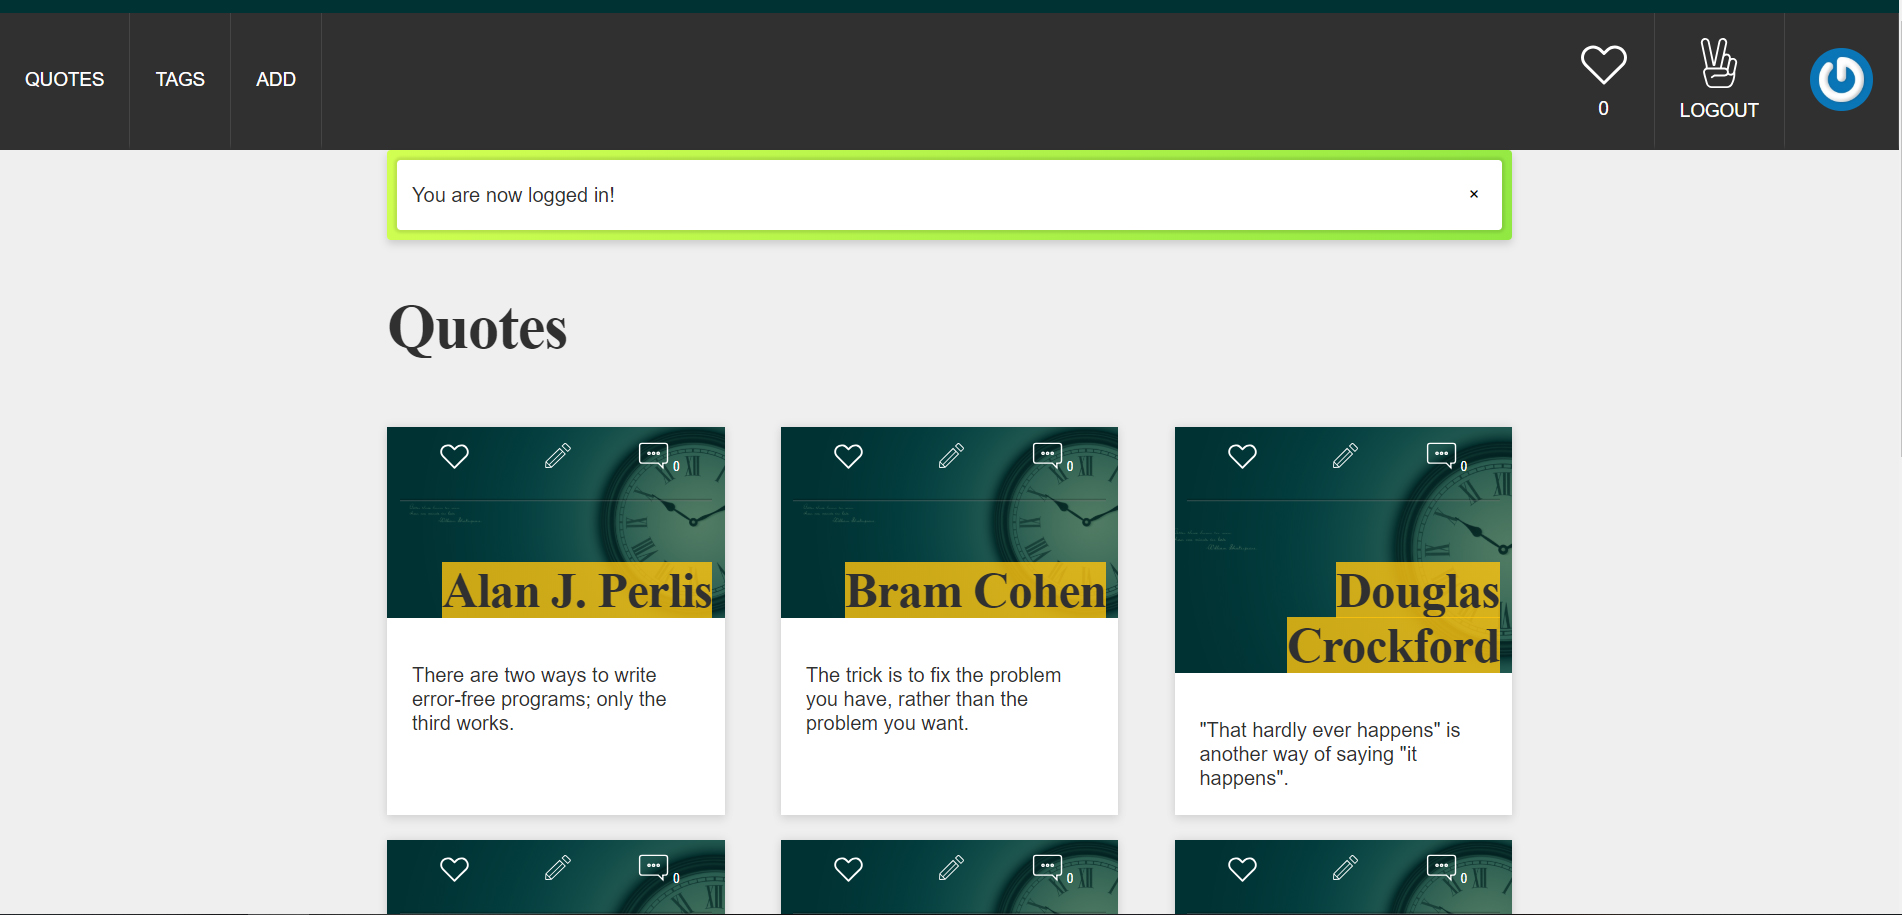 QUOTES
TAGS
ADD
0
LOGOUT
You are now logged in!
×
Quotes
0
0
0
Alan J. Perlis
Bram Cohen
Douglas
Crockford
There are two ways to write
error-free programs; only the
third works.
The trick is to fix the problem
you have, rather than the
problem you want.
"That hardly ever happens" is
another way of saying "it
happens".
0
0
0